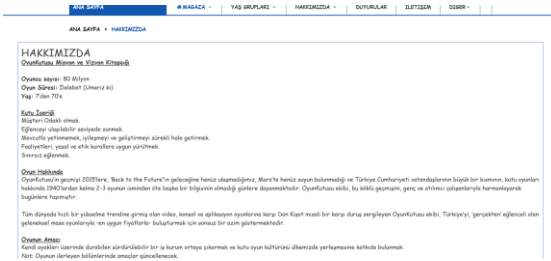 ANA SAYFA MAĞAZA YAŞ GRUPLARI HAKKIMIZDA DUYURULAR İLETİŞİM DİĞER
ANA SAYFA HAKKIMIZDA
HAKKIMIZDA
OyunKutusu Misyon ve Vizyon Kitapçığı
Oyuncu sayısı: 80 Milyon
Oyun Süresi: İlelebet (Umarız ki)
Yaş: 7'den 70'e
Kutu İçeriği
Müşteri Odaklı olmak.
Eğlenceyi ulaşılabilir seviyede sunmak.
Mevcutla yetinmemek, iyileşmeyi ve geliştirmeyi sürekli hale getirmek.
Faaliyetleri, yasal ve etik kurallara uygun yürütmek.
Sınırsız eğlenmek.
Oyun Hakkında
OyunKutusu'in geçmişi 2015lere, 'Back to the Future'ın geleceğine henüz ulaşmadığımız, Mars'ta henüz suyun bulunmadığı ve Türkiye Cumhuriyeti vatandaşlarının büyük bir kısmının, kutu oyunları
hakkında 1940'lardan kalma 2-3 oyunun isminden öte başka bir bilgisinin olmadığı günlere dayanmaktadır. OyunKutusu ekibi, bu köklü geçmişini, genç ve atılımcı çalışanlarıyla harmanlayarak
bugünlere taşımıştır.
Tüm dünyada hızlı bir yükselme trendine girmiş olan video, konsol ve aplikasyon oyunlarına karşı Don Kişot misali bir karşı duruş sergileyen OyunKutusu ekibi, Türkiye'yi, 'gerçekten' eğlenceli olan
geleneksel masa oyunlarıyla -en uygun fiyatlarla- buluşturmak için sonsuz bir azim göstermektedir.
Oyunun Amacı
Kendi ayakları üzerinde durabilen sürdürülebilir bir iş kurum ortaya çıkarmak ve kutu oyun kültürünü ülkemizde yerleşmesine katkıda bulunmak.
Not: Oyunun ilerleyen bölümlerinde amaçlar güncellenecek.